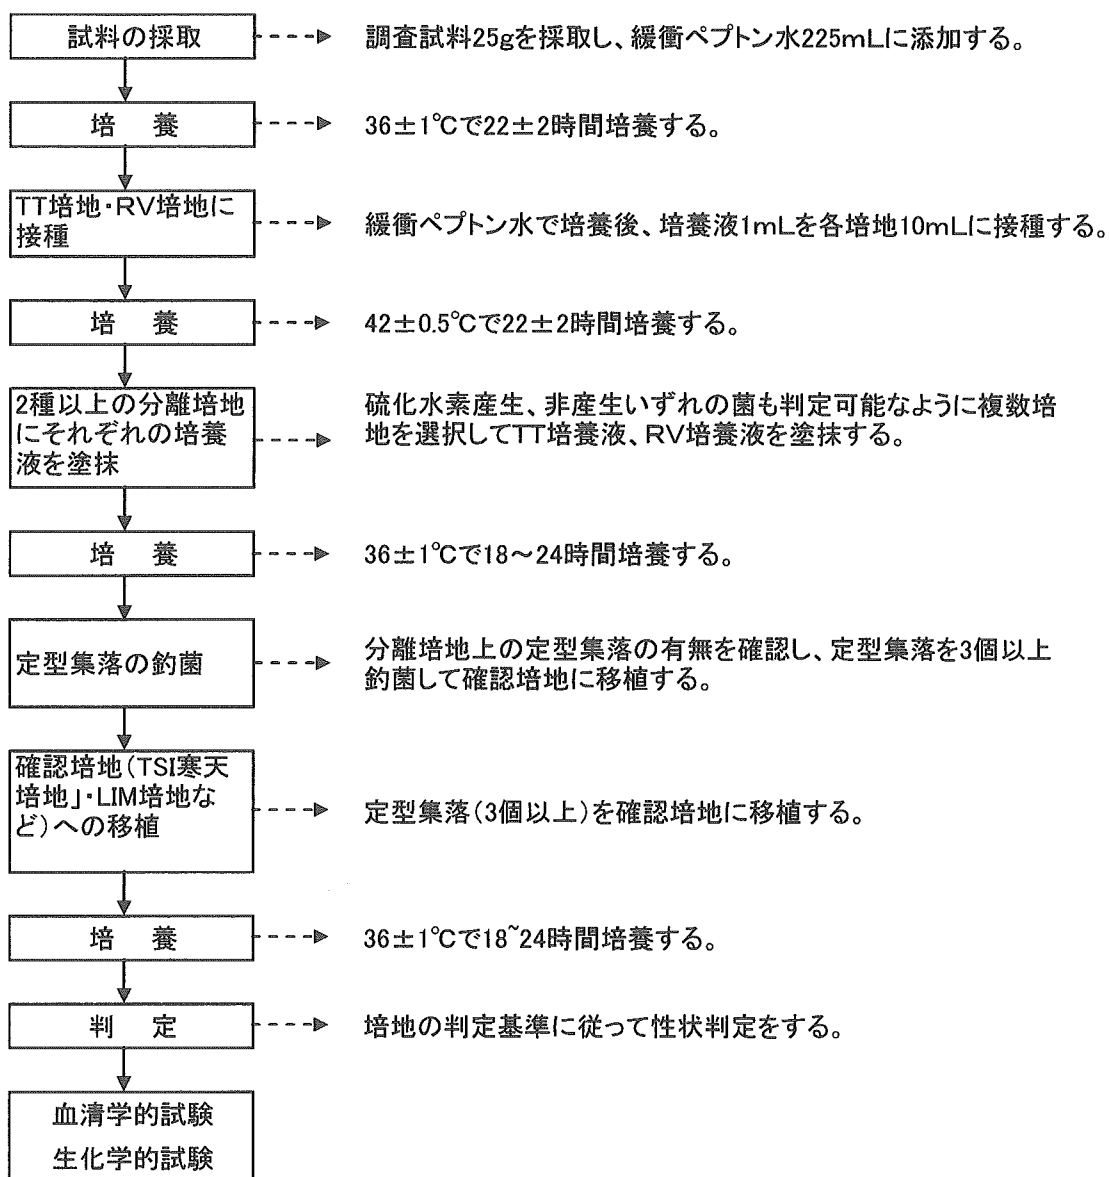 試料の採取
調査試料25gを採取し、緩衝ペプトン水225mLに添加する。
培　養
36±1℃で22±2時間培養する。
TT培地・RV培地に
接種
緩衝ペプトン水で培養後、培養液1mLを各培地10mLに接種する。
培　養
42±0.5℃で22±2時間培養する。
2種以上の分離培地
にそれぞれの培養
液を塗抹
硫化水素産生、非産生いずれの菌も判定可能なように複数培
地を選択してTT培養液、RV培養液を塗抹する。
培　養
36±1℃で18～24時間培養する。
定型集落の釣菌
分離培地上の定型集落の有無を確認し、定型集落を3個以上
釣菌して確認培地に移植する。
確認培地（TSI寒天
培地」・LIM培地な
ど）への移植
定型集落（3個以上）を確認培地に移植する。
培　養
36±1℃で18~24時間培養する。
判　定
培地の判定基準に従って性状判定をする。
血清学的試験
生化学的試験